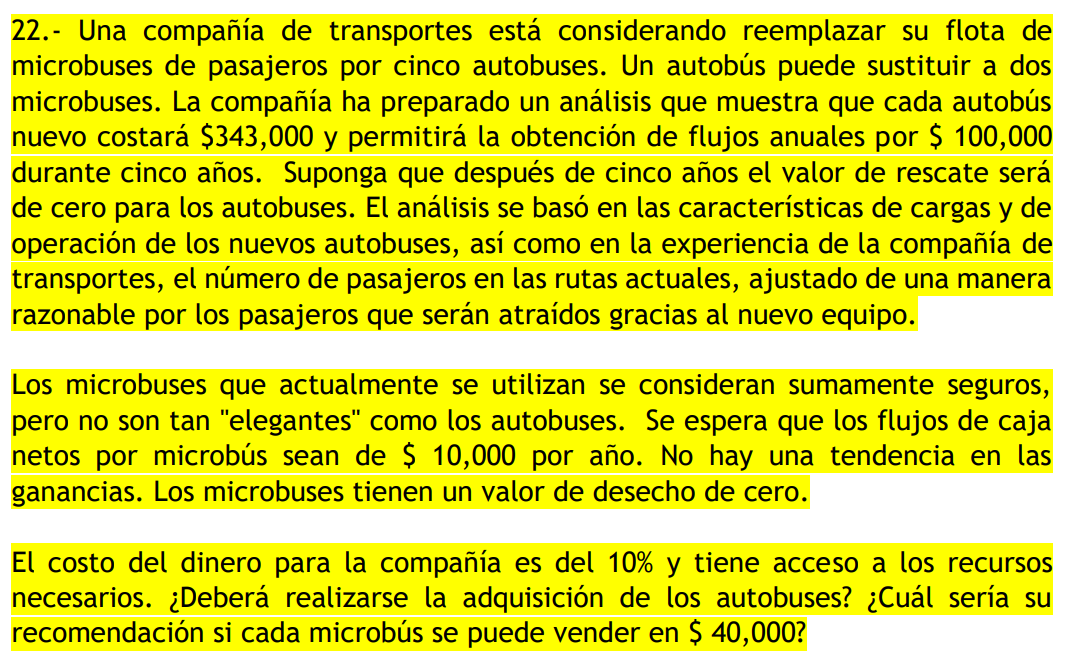 22.- Una compañía de transportes está considerando reemplazar su flota de
microbuses de pasajeros por cinco autobuses. Un autobús puede sustituir a dos
microbuses. La compañía ha preparado un análisis que muestra que cada autobús
nuevo costará $343,000 y permitirá la obtención de flujos anuales por $ 100,000
durante cinco años. Suponga que después de cinco años el valor de rescate será
de cero para los autobuses. El análisis se basó en las características de cargas y de
operación de los nuevos autobuses, así como en la experiencia de la compañía de
transportes, el número de pasajeros en las rutas actuales, ajustado de una manera
razonable por los pasajeros que serán atraídos gracias al nuevo equipo.
Los microbuses que actualmente se utilizan se consideran sumamente seguros,
pero no son tan "elegantes" como los autobuses. Se espera que los flujos de caja
netos por microbús sean de $ 10,000 por año. No hay una tendencia en las
ganancias. Los microbuses tienen un valor de desecho de cero.
El costo del dinero para la compañía es del 10% y tiene acceso a los recursos
necesarios. ¿Deberá realizarse la adquisición de los autobuses? ¿Cuál sería su
recomendación si cada microbús se puede vender en $ 40,000?